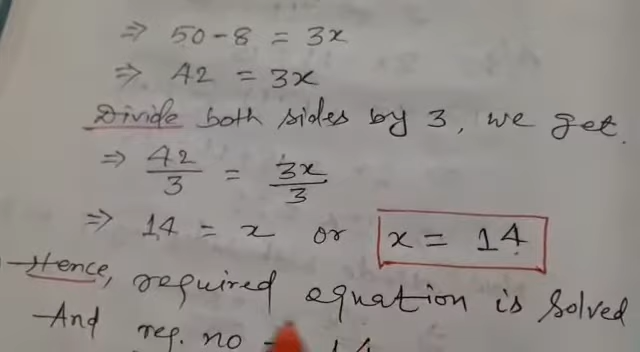 ⇒ 50 - 8 = 3x
⇒ 42 = 3x
Divide both sides by 3, we get.
⇒ 42/3 = 3x/3
⇒ 14 = x or x = 14
Hence, required equation is solved
And req. no